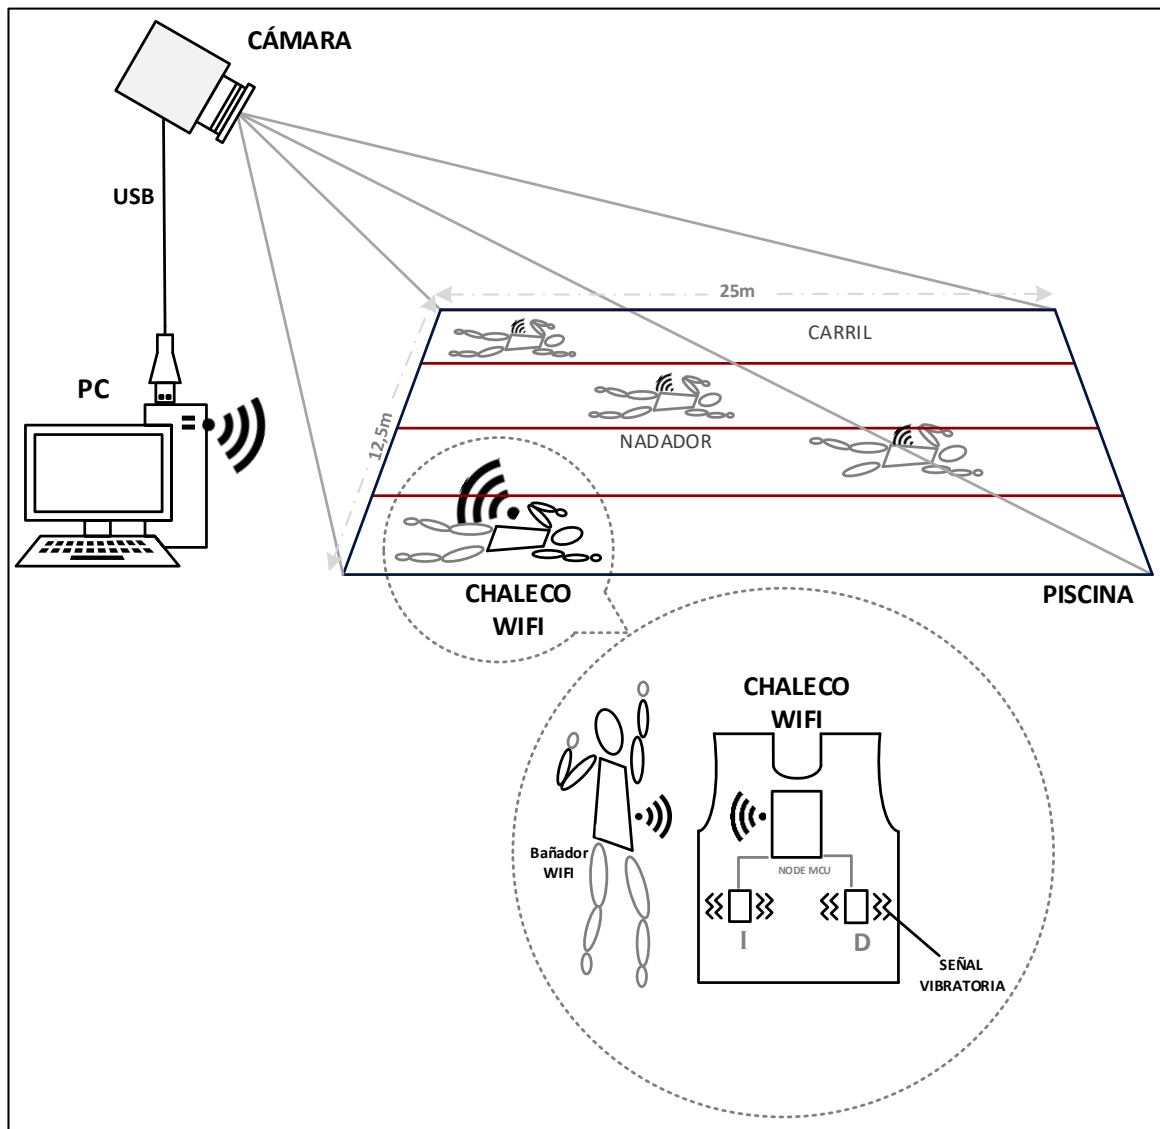 CÁMARA
USB
PC
25m
12,5m
CARRIL
NADADOR
CHALECO
WIFI
PISCINA
CHALECO
WIFI
Bañador
WIFI
NODE MCU
I
D
SEÑAL
VIBRATORIA